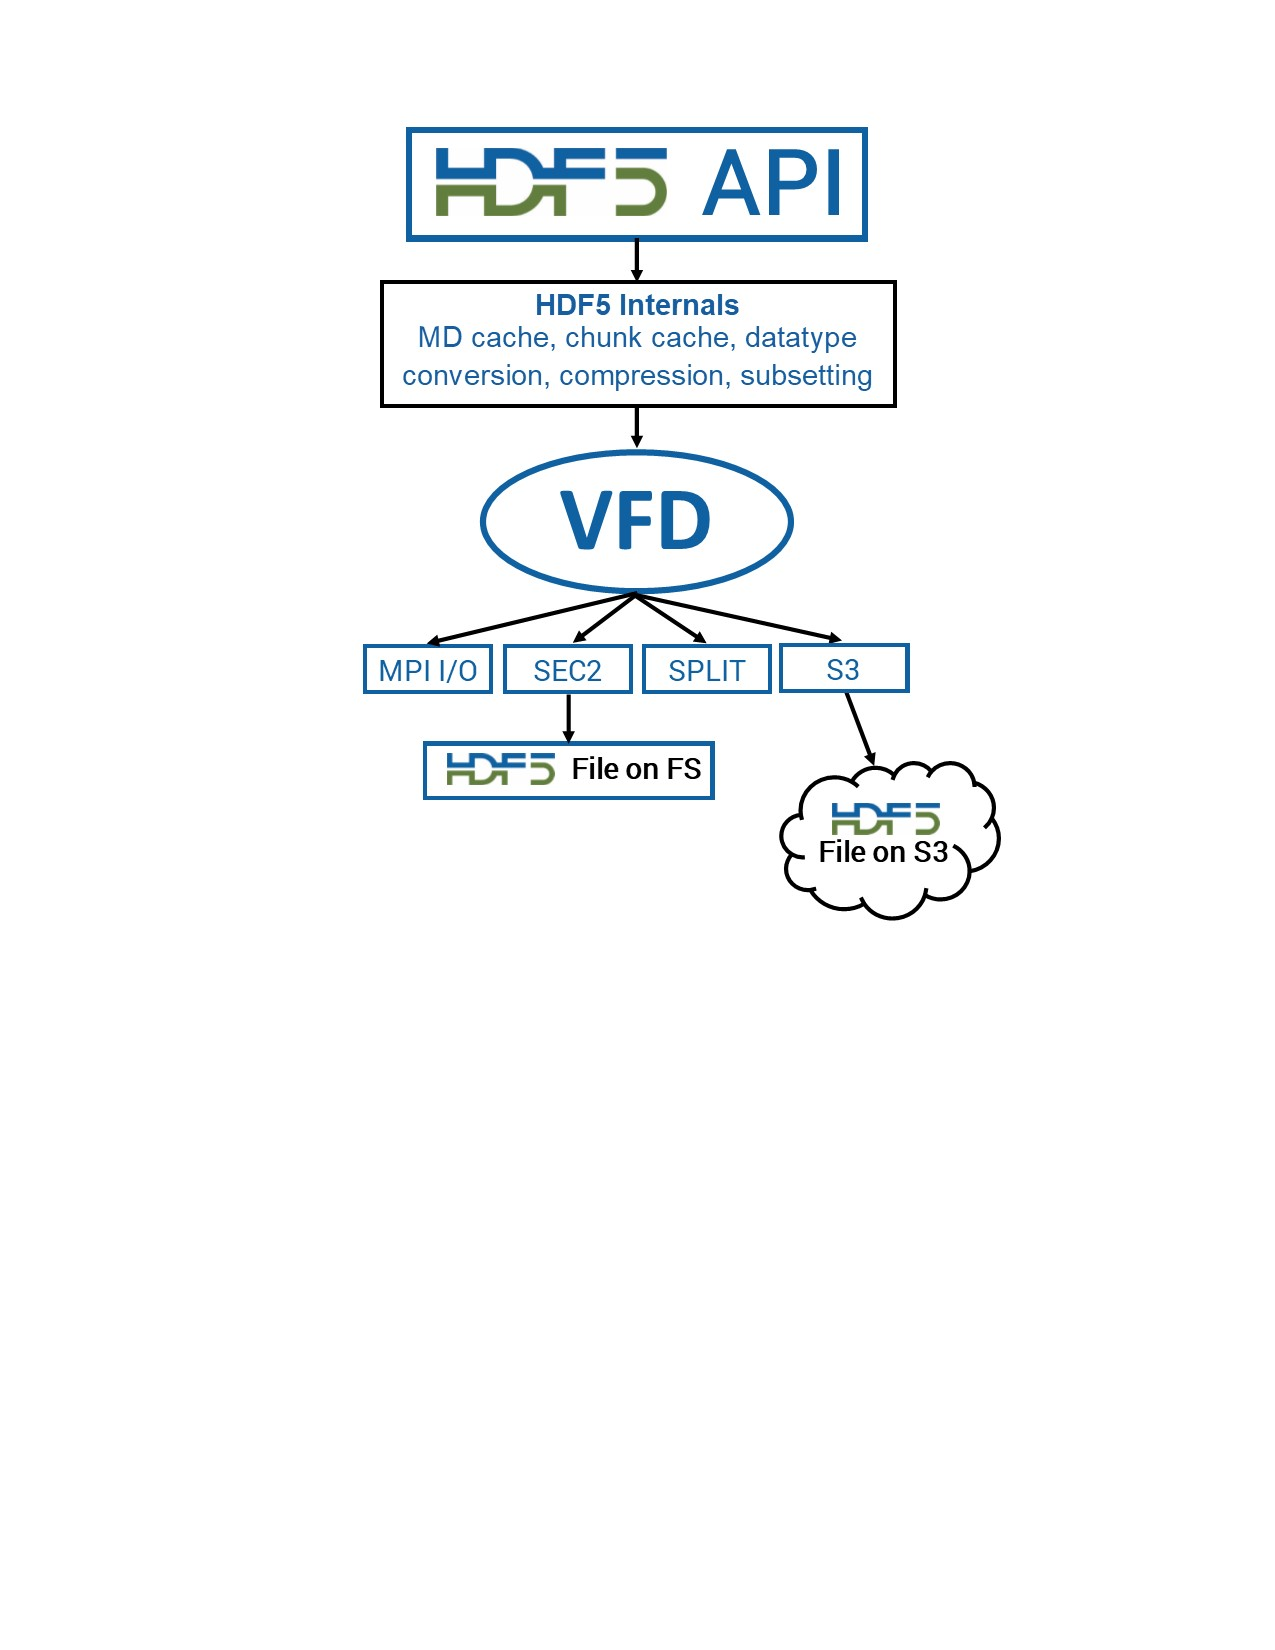 HDF5 API
HDF5 Internals
MD cache, chunk cache, datatype
conversion, compression, subsetting
VFD
MPI I/O
SEC2
SPLIT
S3
HDF5 File on FS
HDF5
File on S3